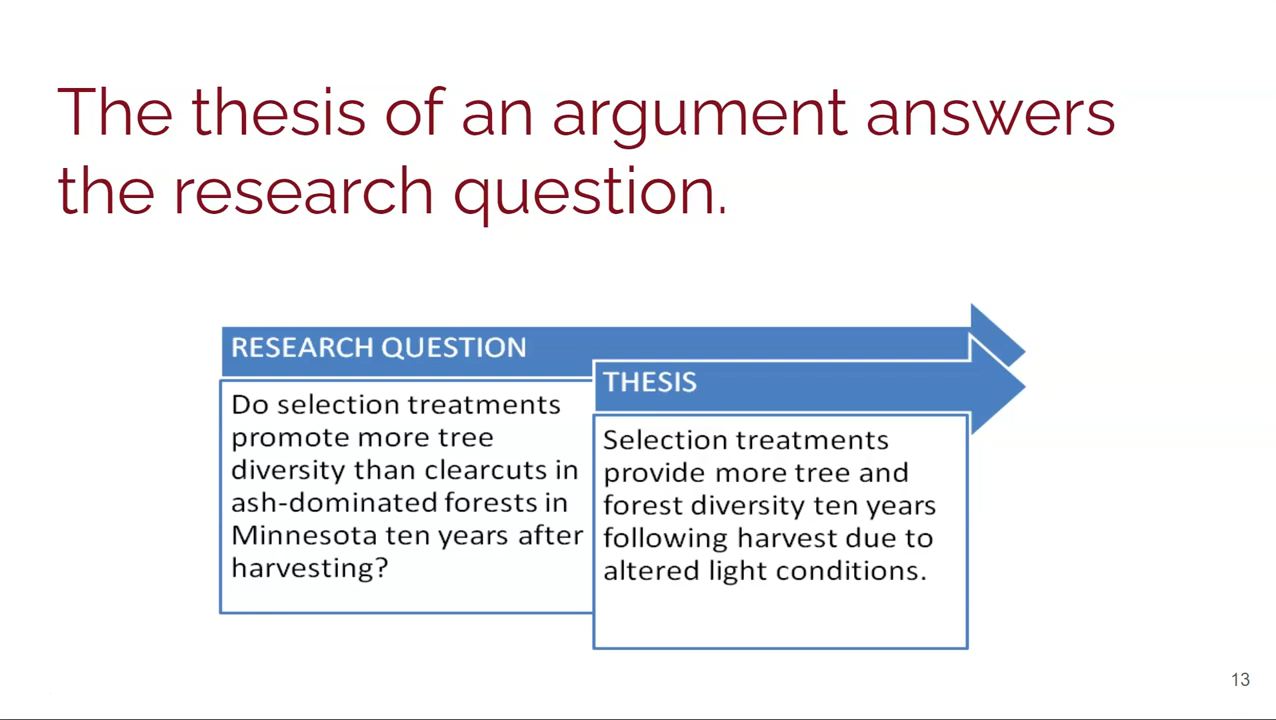 The thesis of an argument answers
the research question.
RESEARCH QUESTION
Do selection treatments
promote more tree
diversity than clearcuts in
ash-dominated forests in
Minnesota ten years after
harvesting?
THESIS
Selection treatments
provide more tree and
forest diversity ten years
following harvest due to
altered light conditions.
13